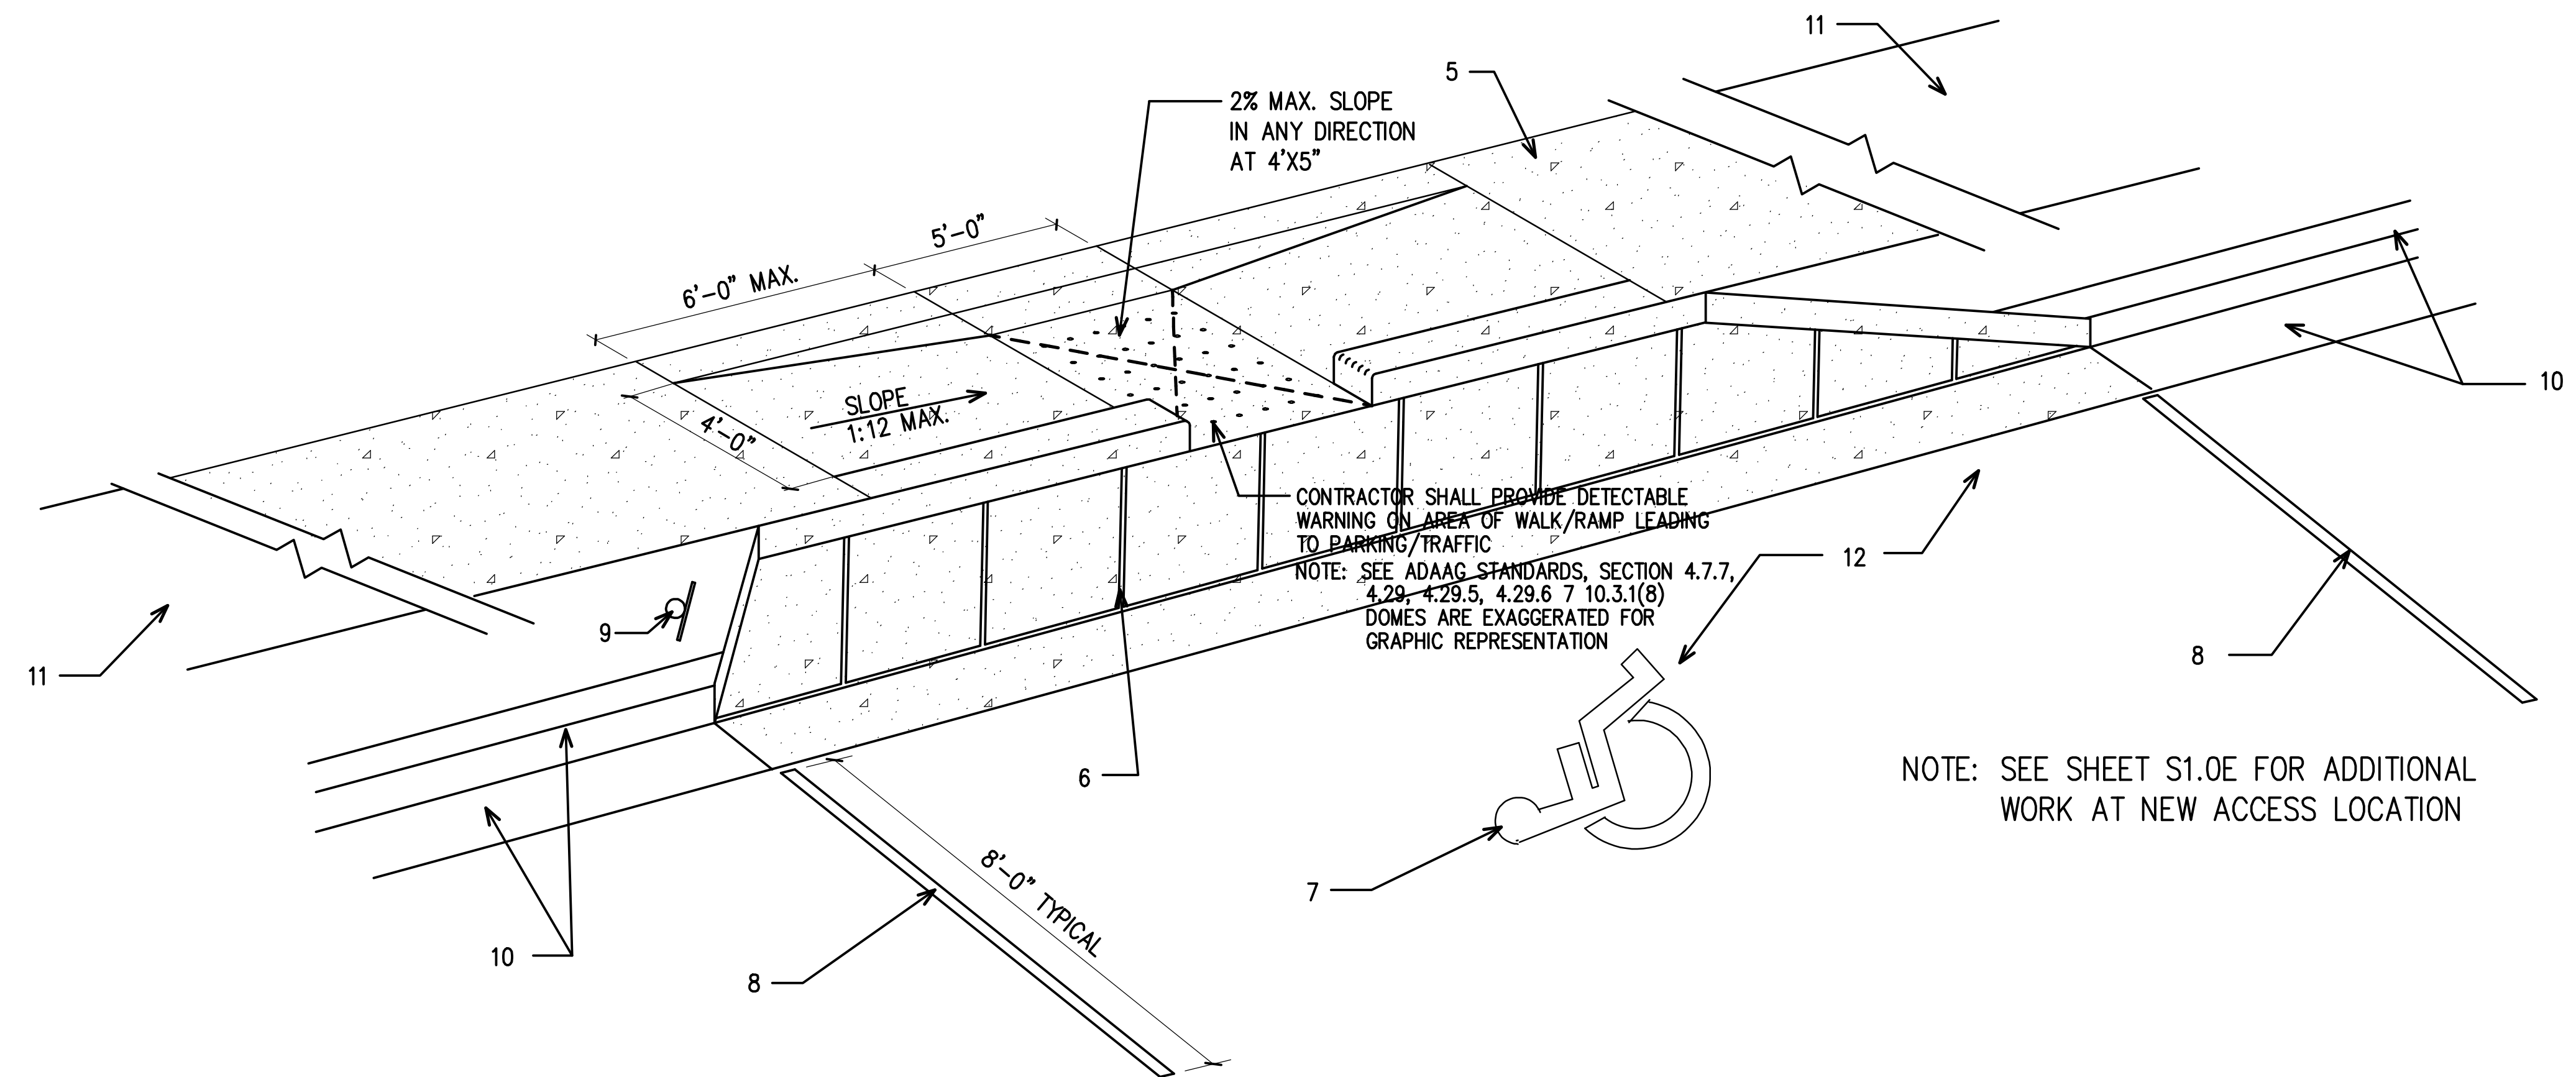 11
5
2% MAX. SLOPE
IN ANY DIRECTION
AT 4'X5"
5'-0"
6'-0" MAX.
10
SLOPE
1:12 MAX.
4'-0"
CONTRACTOR SHALL PROVIDE DETECTABLE
WARNING ON AREA OF WALK/RAMP LEADING
TO PARKING/TRAFFIC
NOTE: SEE ADAAG STANDARDS, SECTION 4.7.7,
4.29, 4.29.5, 4.29.6 7 10.3.1(8)
DOMES ARE EXAGGERATED FOR
GRAPHIC REPRESENTATION
12
9
11
8
6
NOTE: SEE SHEET S1.0E FOR ADDITIONAL
WORK AT NEW ACCESS LOCATION
7
8'-0" TYPICAL
10
8